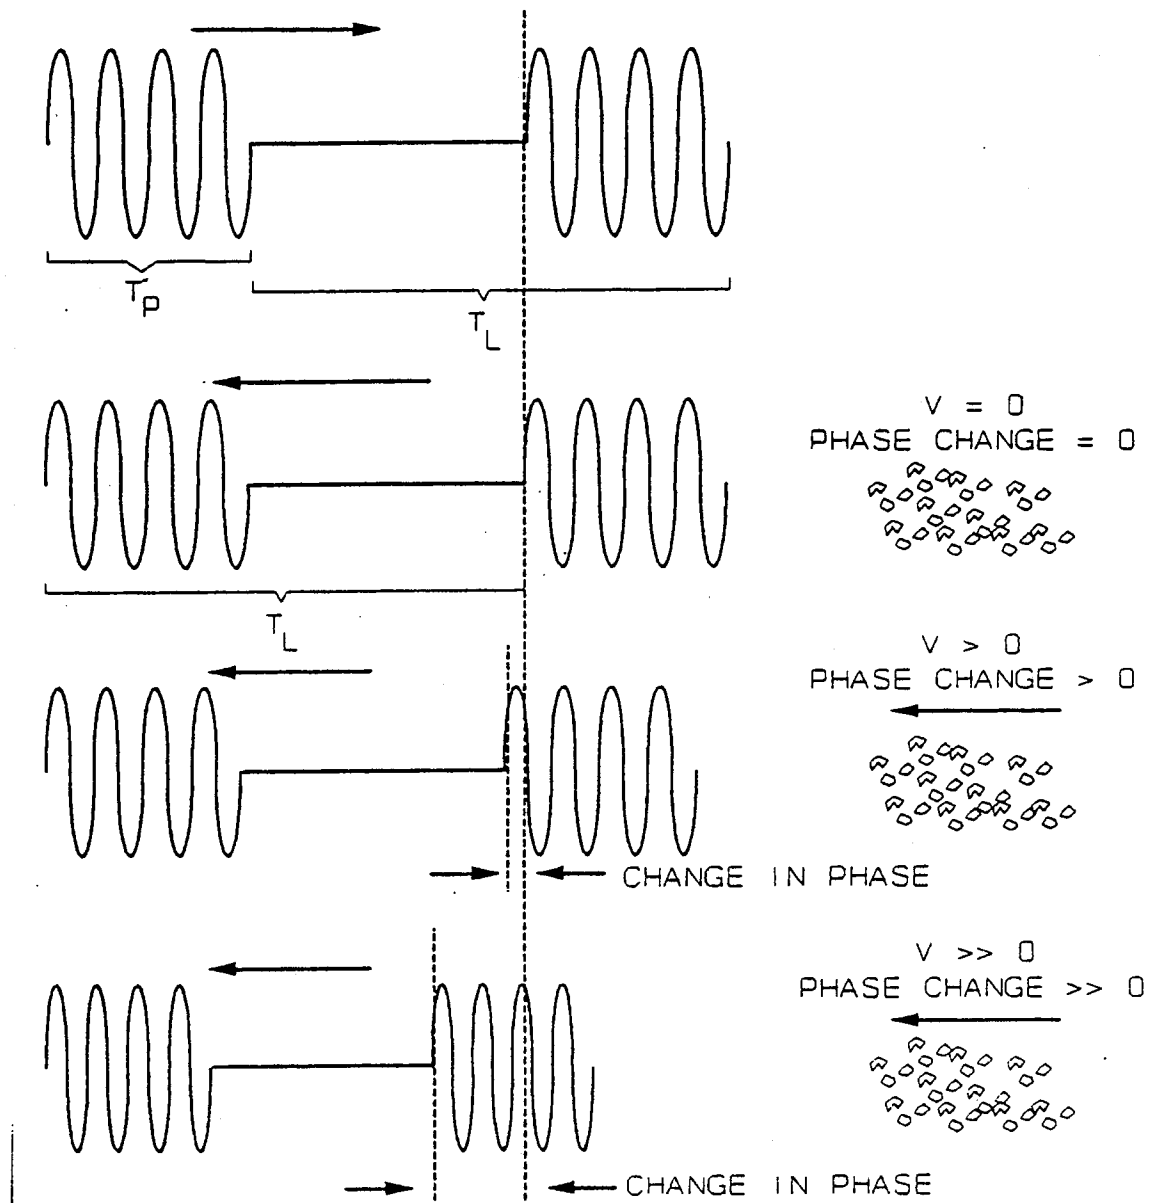 T_P
T_L
V = 0
PHASE CHANGE = 0
T_L
V > 0
PHASE CHANGE > 0
CHANGE IN PHASE
V >> 0
PHASE CHANGE >> 0
CHANGE IN PHASE